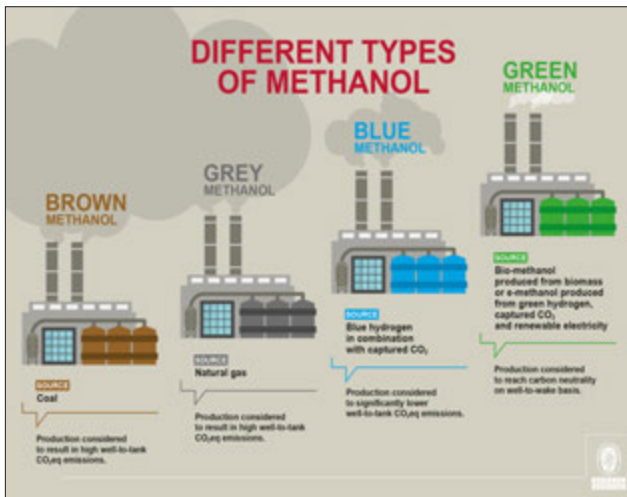 DIFFERENT TYPES
OF METHANOL
BROWN
METHANOL
SOURCE
Coal
Production considered
to result in high well-to-tank
CO₂eq emissions.
GREY
METHANOL
SOURCE
Natural gas
Production considered
to result in high well-to-tank
CO₂eq emissions.
BLUE
METHANOL
SOURCE
Blue hydrogen
in combination
with captured CO₂
Production considered
to significantly lower
well-to-tank CO₂eq emissions.
GREEN
METHANOL
SOURCE
Bio-methanol
produced from biomass
or e-methanol produced
from green hydrogen,
captured CO₂
and renewable electricity
Production considered
to reach carbon neutrality
on well-to-wake basis.